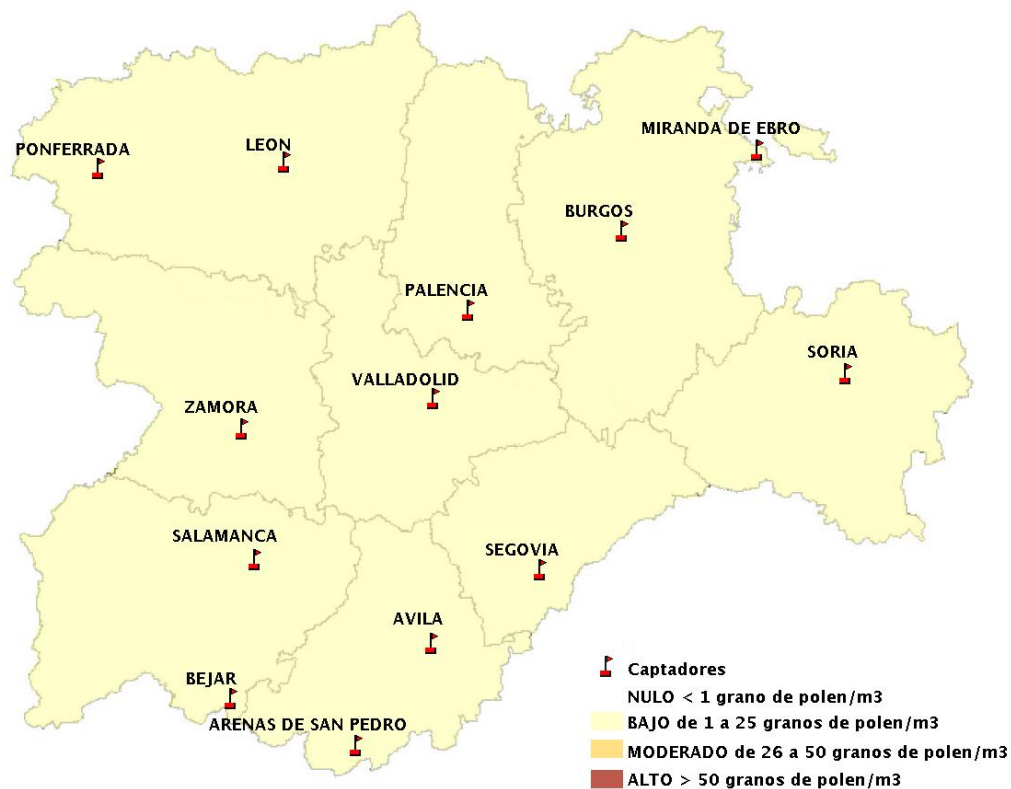 MIRANDA DE EBRO
PONFERRADA
LEON
BURGOS
PALENCIA
SORIA
VALLADOLID
ZAMORA
SALAMANCA
SEGOVIA
AVILA
BEJAR
ARENAS DE SAN PEDRO
Captadores
NULO < 1 grano de polen/m3
BAJO de 1 a 25 granos de polen/m3
MODERADO de 26 a 50 granos de polen/m3
ALTO > 50 granos de polen/m3